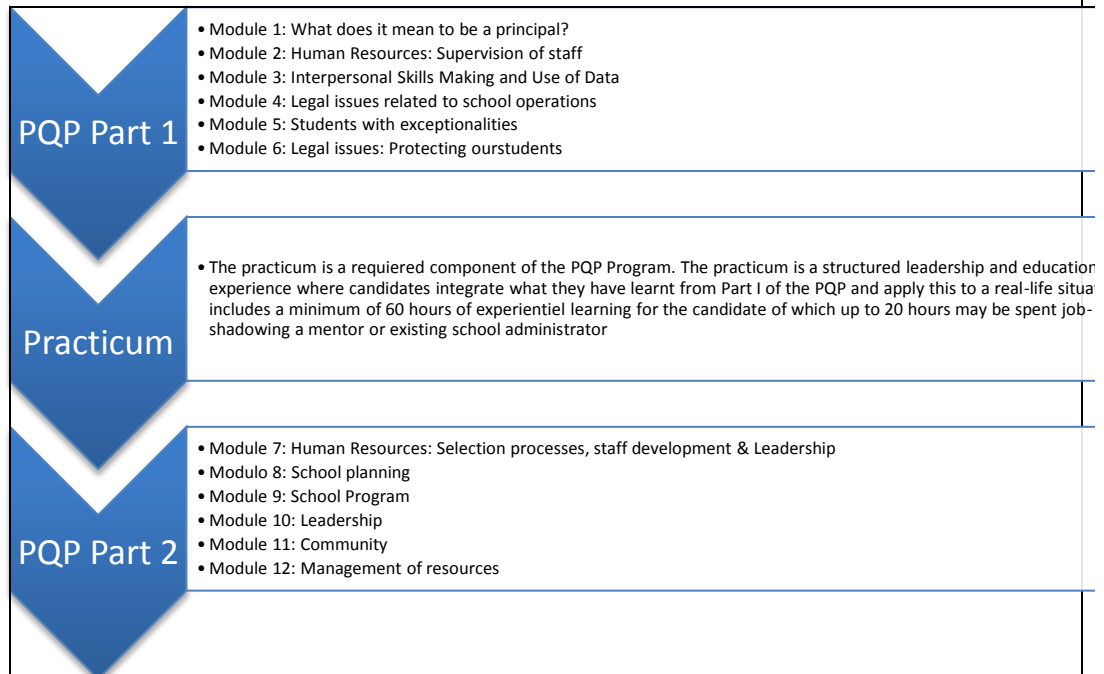 PQP Part 1
• Module 1: What does it mean to be a principal?
• Module 2: Human Resources: Supervision of staff
• Module 3: Interpersonal Skills Making and Use of Data
• Module 4: Legal issues related to school operations
• Module 5: Students with exceptionalities
• Module 6: Legal issues: Protecting ourstudents
Practicum
• The practicum is a requiered component of the PQP Program. The practicum is a structured leadership and education
experience where candidates integrate what they have learnt from Part I of the PQP and apply this to a real-life situat
includes a minimum of 60 hours of experientiel learning for the candidate of which up to 20 hours may be spent job-
shadowing a mentor or existing school administrator
PQP Part 2
• Module 7: Human Resources: Selection processes, staff development & Leadership
• Modulo 8: School planning
• Module 9: School Program
• Module 10: Leadership
• Module 11: Community
• Module 12: Management of resources